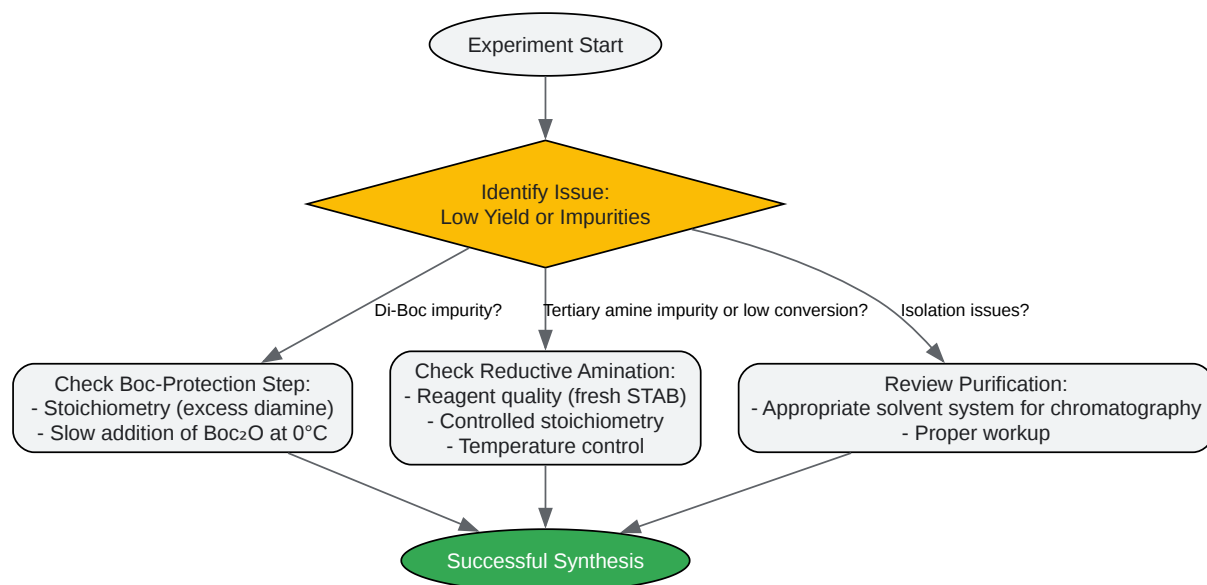 Experiment Start
Identify Issue:
Low Yield or Impurities
Di-Boc impurity?
Tertiary amine impurity or low conversion?
Isolation issues?
Check Boc-Protection Step:
- Stoichiometry (excess diamine)
- Slow addition of Boc₂O at 0°C
Check Reductive Amination:
- Reagent quality (fresh STAB)
- Controlled stoichiometry
- Temperature control
Review Purification:
- Appropriate solvent system for chromatography
- Proper workup
Successful Synthesis